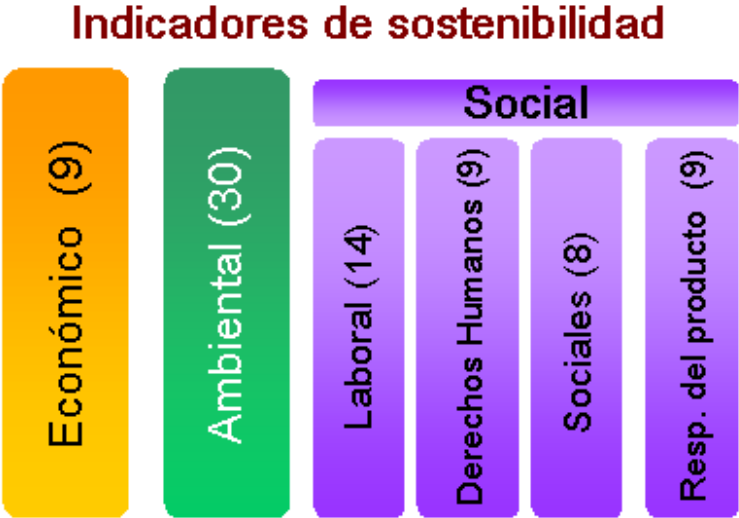 Indicadores de sostenibilidad
Económico (9)
Ambiental (30)
Social
Laboral (14)
Derechos Humanos (9)
Sociales (8)
Resp. del producto (9)